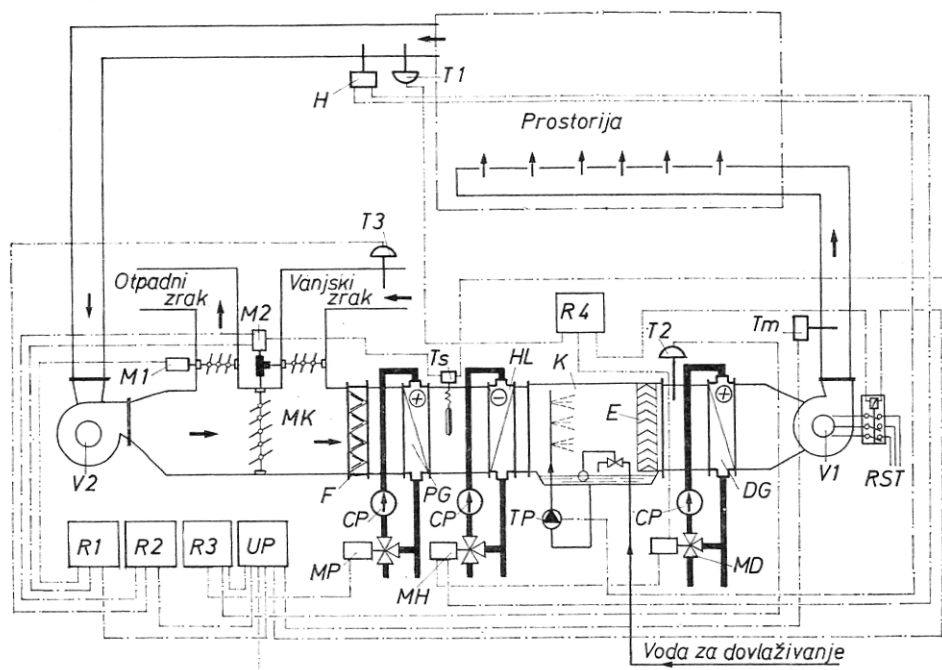 H
T1
Prostorija
T3
Otpadni
zrak
M2
Vanjski
zrak
M1
R4
T2
Tm
Ts
HL
K
MK
E
V2
F
PG
DG
V1
RST
CP
CP
TP
CP
R1
R2
R3
UP
MP
MH
MD
Voda za dovlaživanje